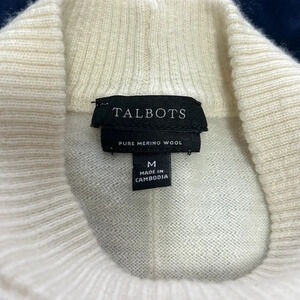 TALBOTS
PURE MERINO WOOL
M
MADE IN
CAMBODIA